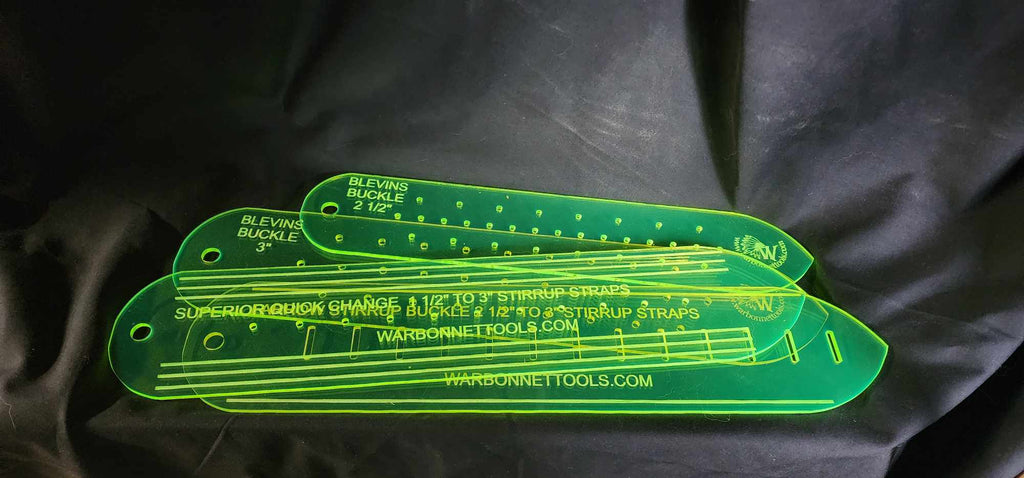 BLEVINS
BUCKLE
2 1/2"
BLEVINS
BUCKLE
3"
W
W
SUPERIOR QUICK CHANGE 1 1/2" TO 3" STIRRUP STRAPS
STIRRUP BUCKLE 2 1/2" TO 3" STIRRUP STRAPS
WARBONNETTOOLS.COM
WARBONNETTOOLS.COM